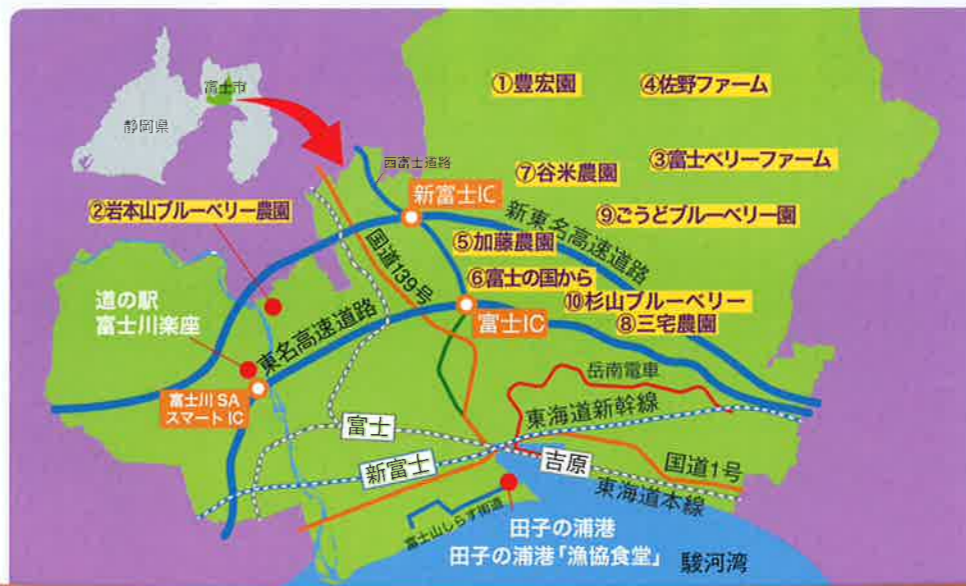 富士市
静岡県
①豊宏園
④佐野ファーム
西富士道路
③富士ベリーファーム
⑦谷米農園
新富士IC
②岩本山ブルーベリー農園
⑨ごうどブルーベリー園
新東名高速道路
⑤加藤農園
国道139号
⑥富士の国から
道の駅
富士川楽座
⑩杉山ブルーベリー
富士IC
⑧三宅農園
東名高速道路
岳南電車
富士川 SA
スマート IC
東海道新幹線
富士
新富士
吉原
国道1号
東海道本線
富士山しらす街道
田子の浦港
田子の浦港「漁協食堂」
駿河湾